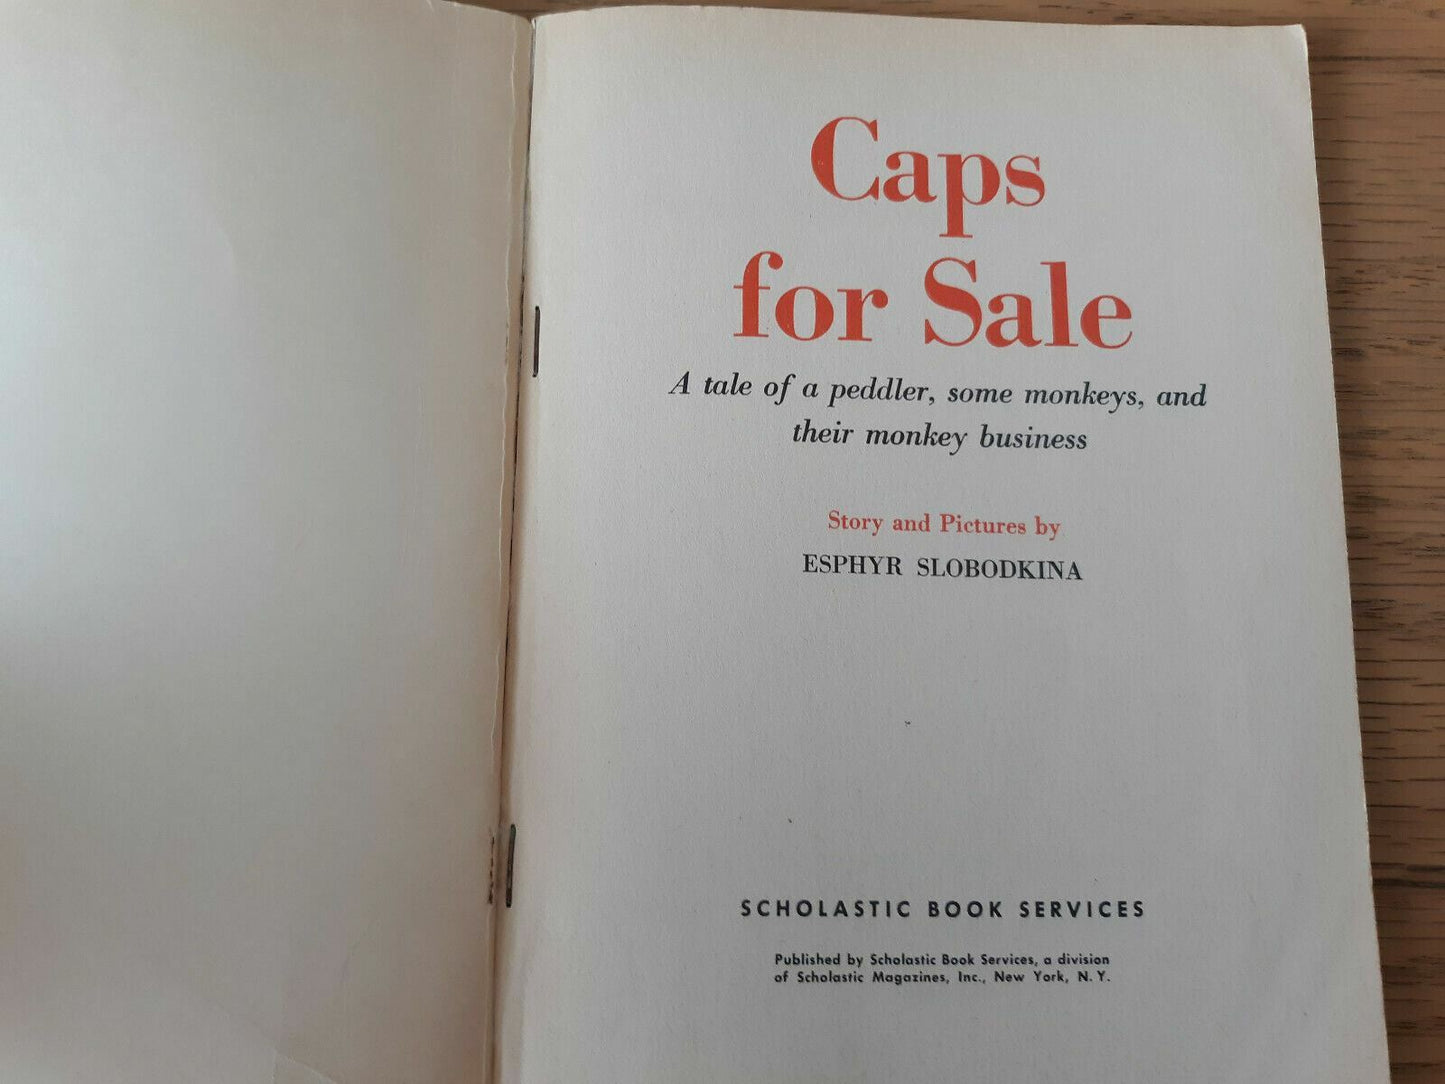 Caps
for Sale
A tale of a peddler, some monkeys, and
their monkey business
Story and Pictures by
ESPHYR SLOBODKINA
SCHOLASTIC BOOK SERVICES
Published by Scholastic Book Services, a division
of Scholastic Magazines, Inc., New York, N. Y.